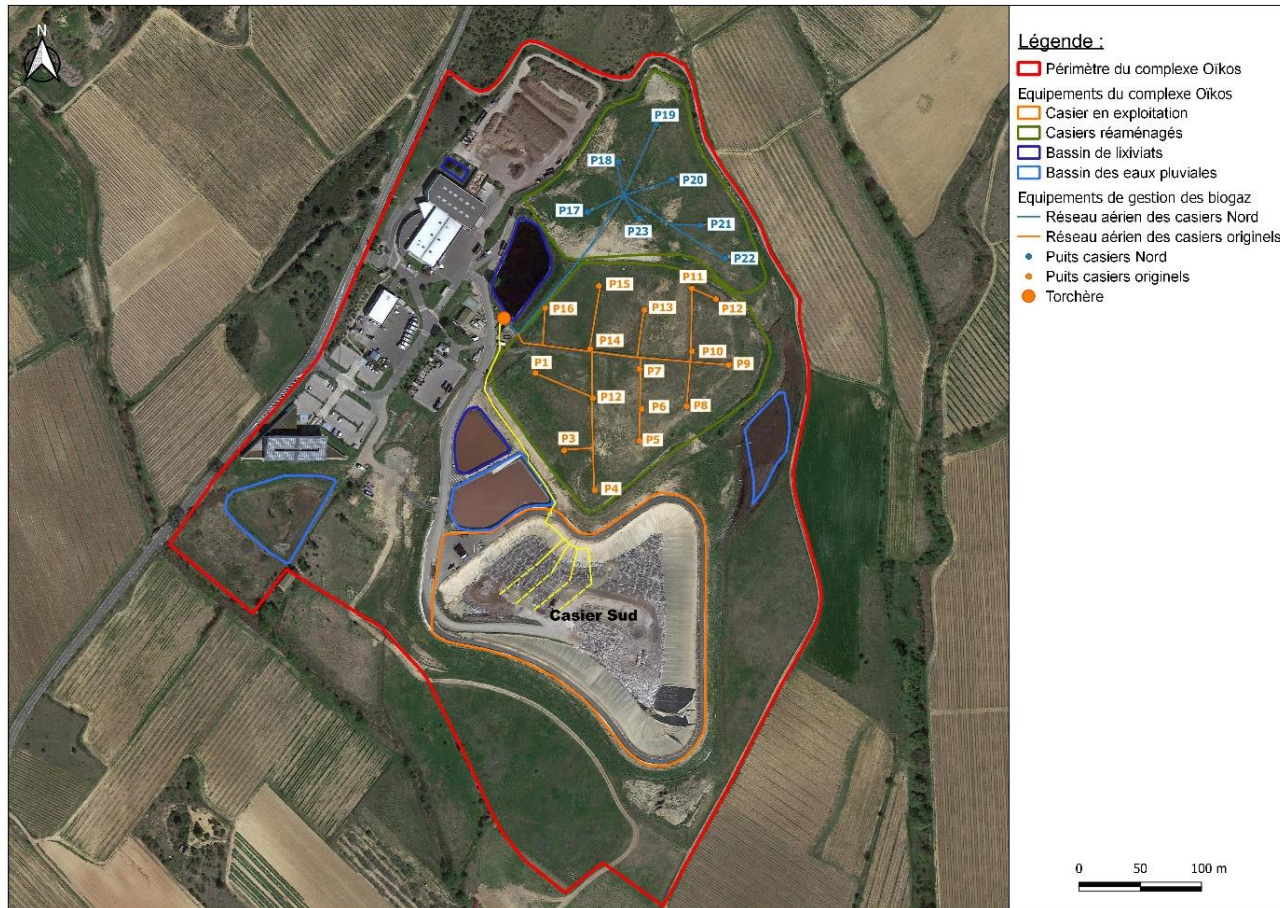 N
P19
P18
P20
P17
P21
P23
P22
P11
P15
P12
P16
P13
P14
P10
P1
P9
P7
P12
P6
P8
P3
P5
P4
Casier Sud
Légende :
Périmètre du complexe Oïkos
Equipements du complexe Oïkos
Casier en exploitation
Casiers réaménagés
Bassin de lixiviats
Bassin des eaux pluviales
Equipements de gestion des biogaz
Réseau aérien des casiers Nord
Réseau aérien des casiers originels
Puits casiers Nord
Puits casiers originels
Torchère
0 50 100 m